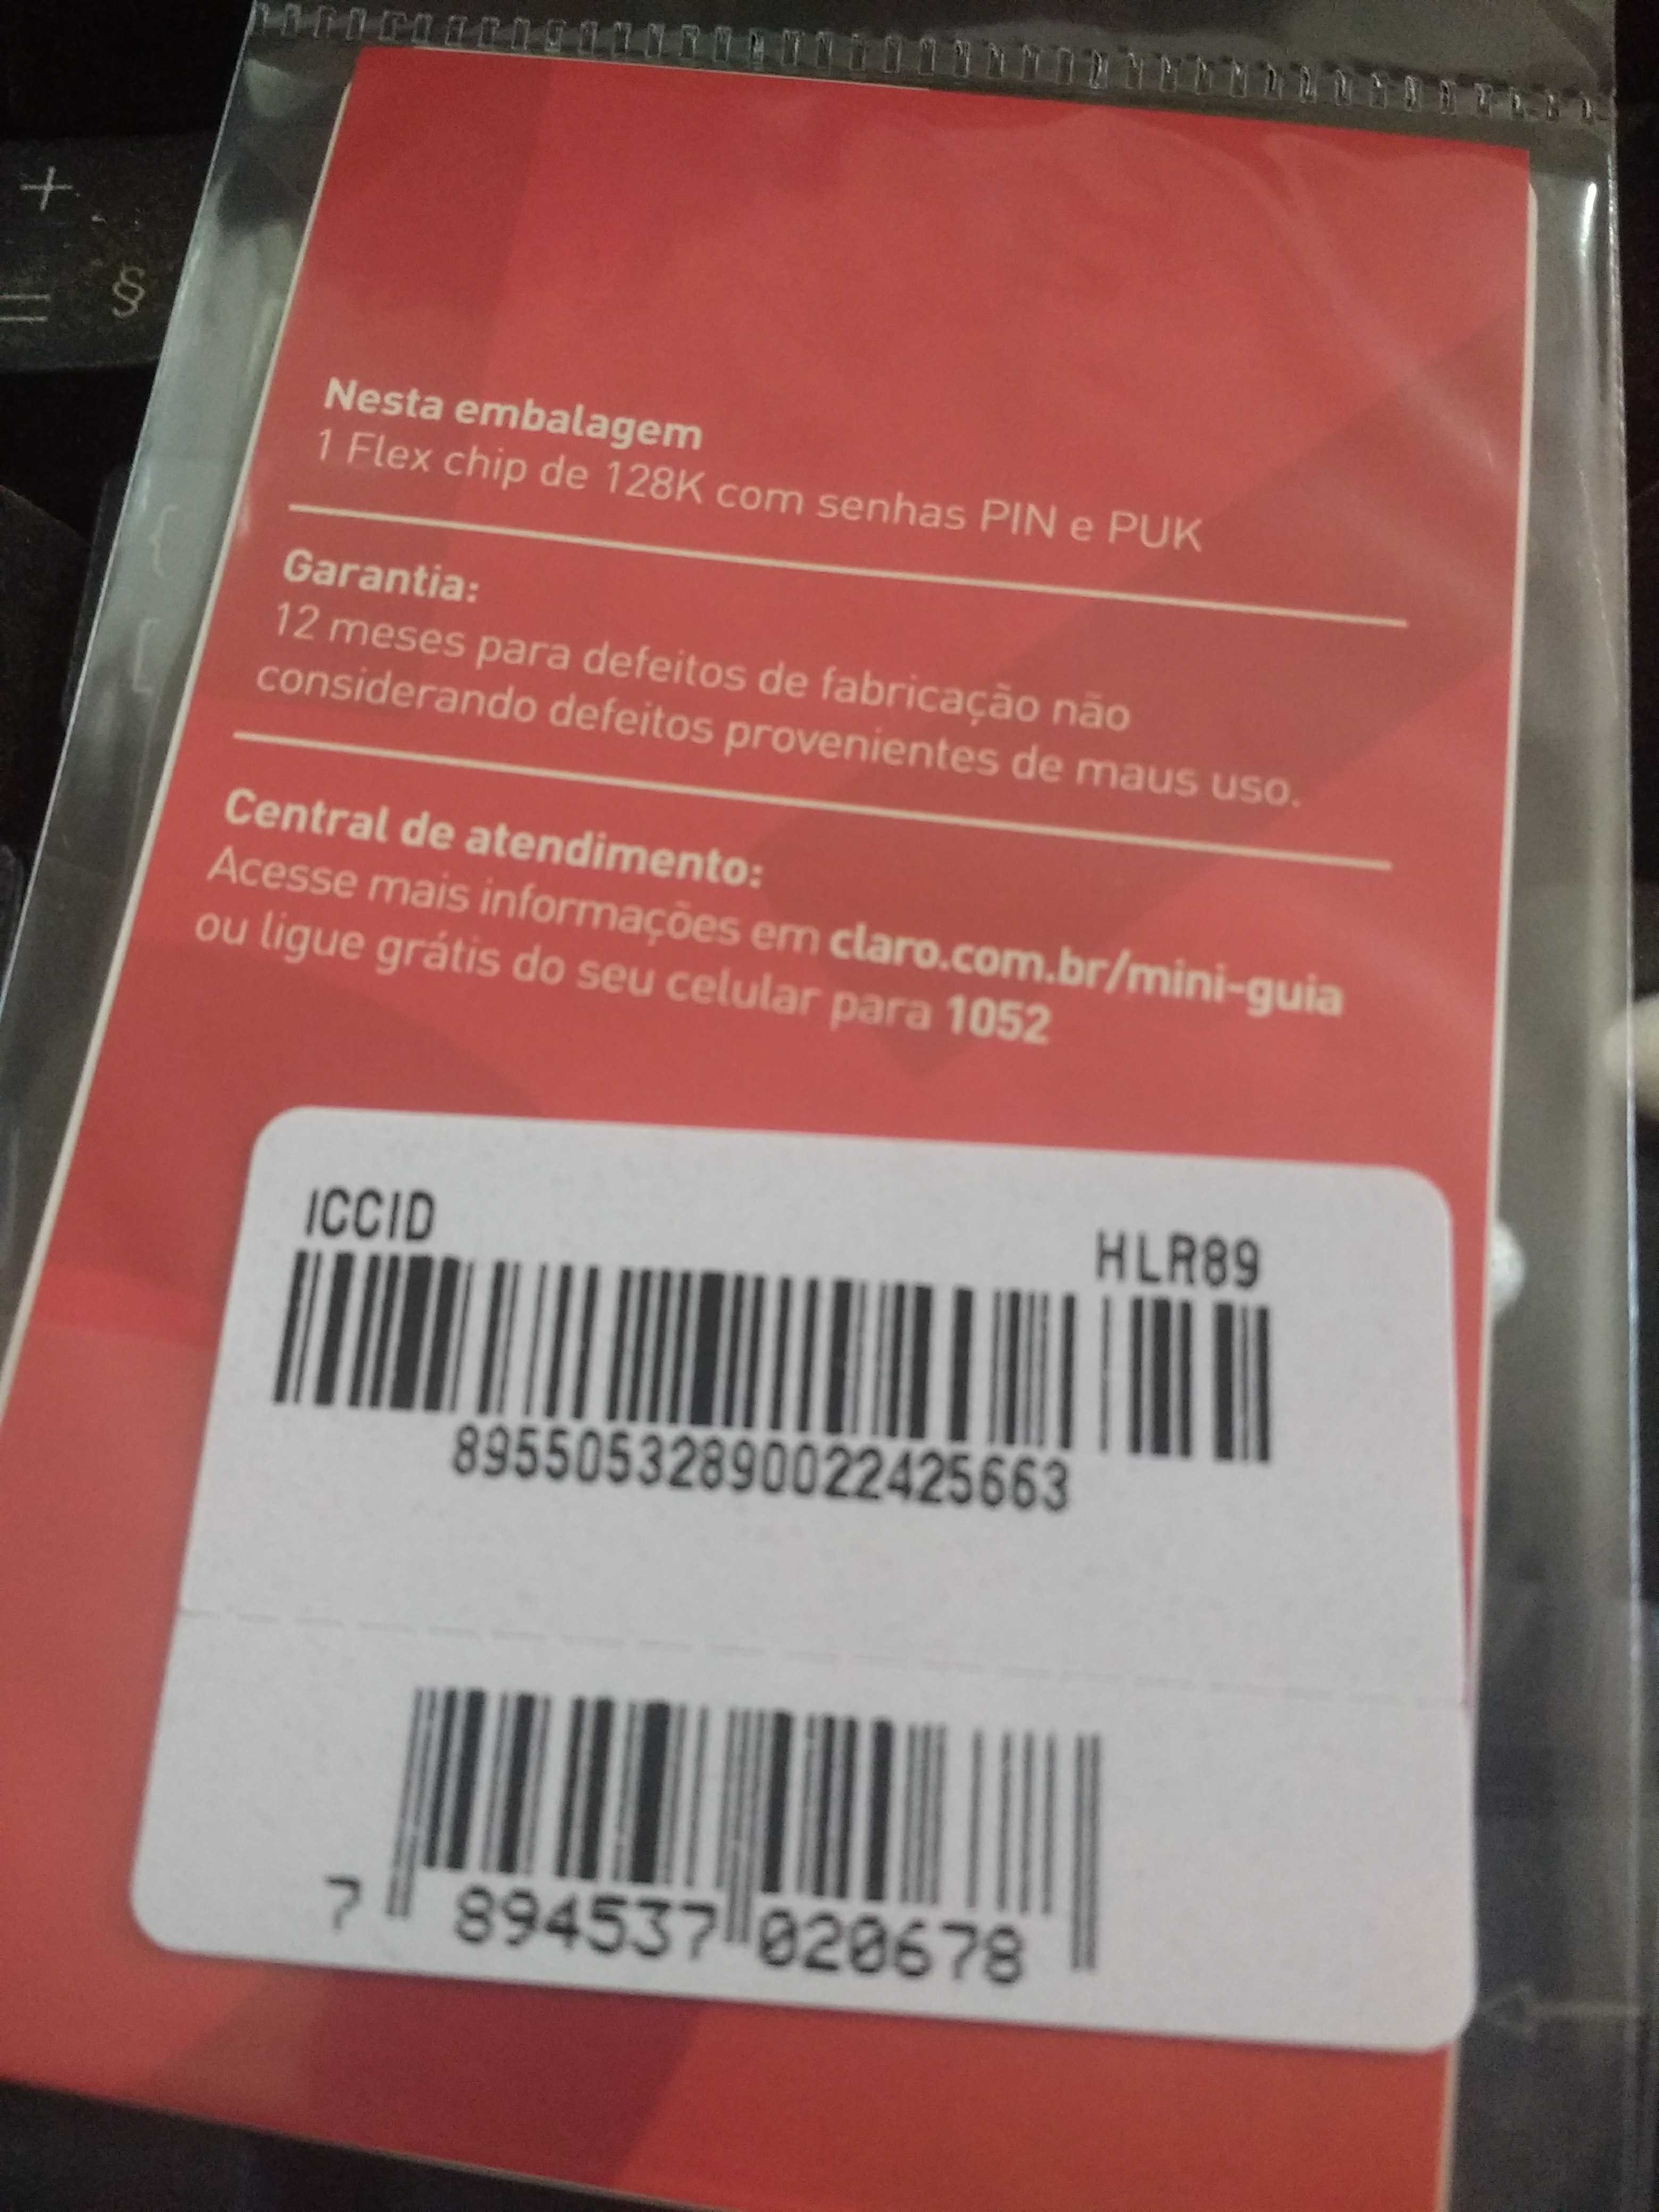 +
= §
{
[
Nesta embalagem
1 Flex chip de 128K com senhas PIN e PUK
Garantia:
12 meses para defeitos de fabricação não
considerando defeitos provenientes de maus uso.
Central de atendimento:
Acesse mais informações em claro.com.br/mini-guia
ou ligue grátis do seu celular para 1052
ICCID
HLR89
89550532890022425663
7 894537 020678